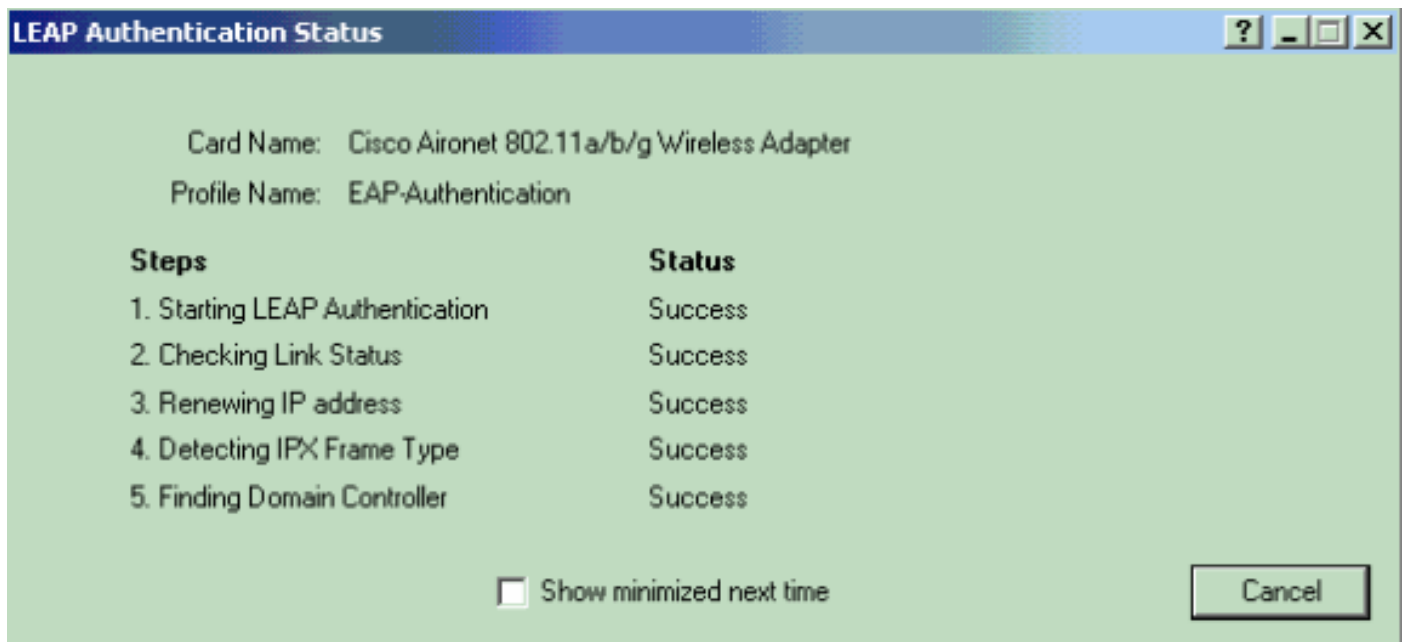 LEAP Authentication Status
Card Name: Cisco Aironet 802.11a/b/g Wireless Adapter
Profile Name: EAP-Authentication
Steps Status
1. Starting LEAP Authentication Success
2. Checking Link Status Success
3. Renewing IP address Success
4. Detecting IPX Frame Type Success
5. Finding Domain Controller Success
Show minimized next time
Cancel